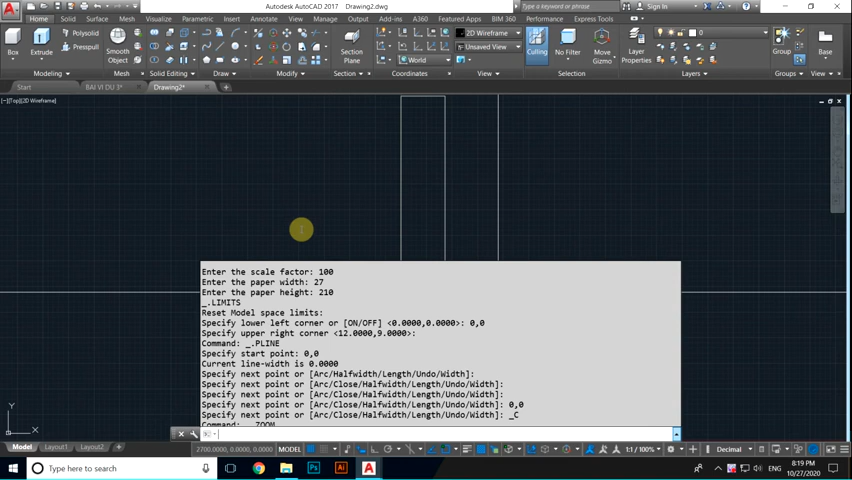 Autodesk AutoCAD 2017 Drawing2.dwg
Type a keyword or phrase
Sign In
Home Solid Surface Mesh Visualize Parametric Insert Annotate View Manage Output Add-ins A360 Featured Apps BIM 360 Performance Express Tools
Box
Extrude
Polysolid
Presspull
Smooth Object
Section Plane
2D Wireframe
Unsaved View
World
Culling
No Filter
Move Gizmo
Layer Properties
0
Base
Modeling Mesh Solid Editing Draw Modify Section Coordinates View Selection Layers Groups View
Start BAI VI DU 3* Drawing2*
[−][Top][2D Wireframe]
Enter the scale factor: 100
Enter the paper width: 27
Enter the paper height: 210
_.LIMITS
Reset Model space limits:
Specify lower left corner or [ON/OFF] <0.0000,0.0000>: 0,0
Specify upper right corner <12.0000,9.0000>:
Command: _.PLINE
Specify start point: 0,0
Current line-width is 0.0000
Specify next point or [Arc/Halfwidth/Length/Undo/Width]:
Specify next point or [Arc/Close/Halfwidth/Length/Undo/Width]:
Specify next point or [Arc/Close/Halfwidth/Length/Undo/Width]:
Specify next point or [Arc/Close/Halfwidth/Length/Undo/Width]: 0,0
Specify next point or [Arc/Close/Halfwidth/Length/Undo/Width]: _C
Command: _.ZOOM
Y
X
Model Layout1 Layout2 +
2700.0000, 0.0000, 0.0000 MODEL
1:1 / 100%
Decimal
Type here to search
Ps
Ai
A
ENG
8:19 PM
10/27/2020